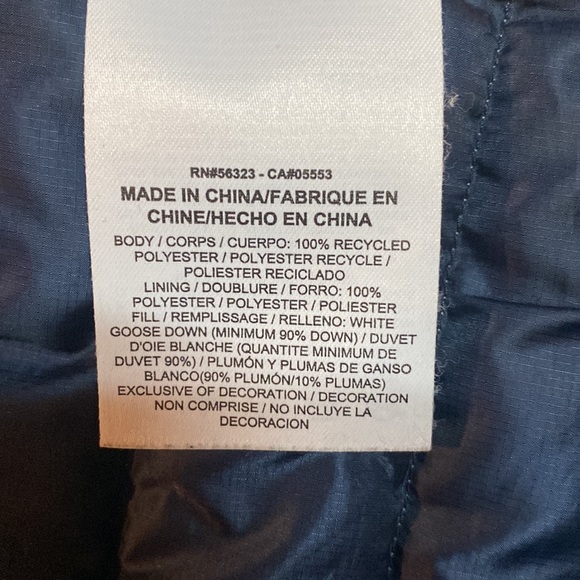 RN#56323 - CA#05553
MADE IN CHINA/FABRIQUE EN
CHINE/HECHO EN CHINA
BODY / CORPS / CUERPO: 100% RECYCLED
POLYESTER / POLYESTER RECYCLE /
POLIESTER RECICLADO
LINING / DOUBLURE / FORRO: 100%
POLYESTER / POLYESTER / POLIESTER
FILL / REMPLISSAGE / RELLENO: WHITE
GOOSE DOWN (MINIMUM 90% DOWN) / DUVET
D'OIE BLANCHE (QUANTITE MINIMUM DE
DUVET 90%) / PLUMÓN Y PLUMAS DE GANSO
BLANCO(90% PLUMÓN/10% PLUMAS)
EXCLUSIVE OF DECORATION / DECORATION
NON COMPRISE / NO INCLUYE LA
DECORACION